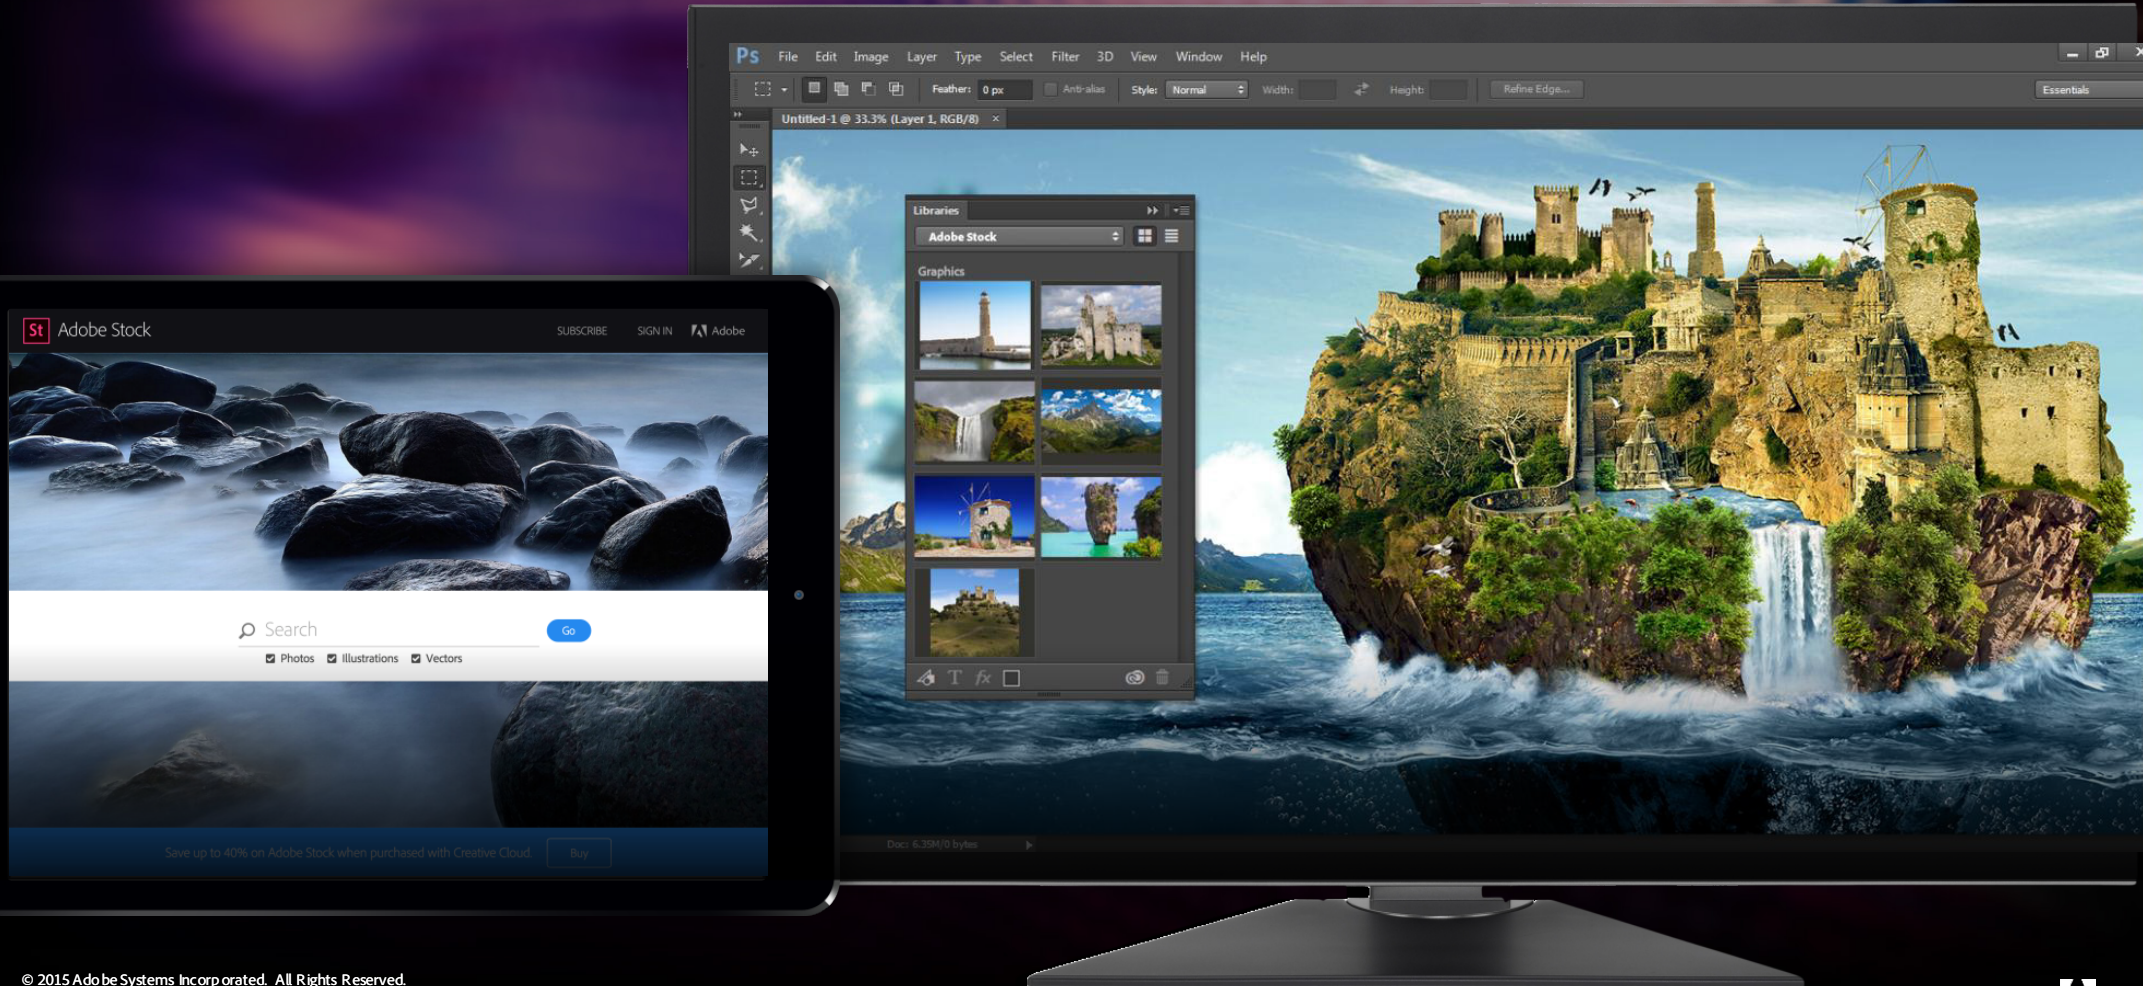 Ps File Edit Image Layer Type Select Filter 3D View Window Help
Feather: 0 px Anti-alias Style: Normal Width: Height: Refine Edge... Essentials
Untitled-1 @ 33.3% (Layer 1, RGB/8) ×
Libraries
Adobe Stock
Graphics
T fx
Doc: 6.35M/0 bytes
St Adobe Stock SUBSCRIBE SIGN IN Adobe
Search Go
Photos Illustrations Vectors
Save up to 40% on Adobe Stock when purchased with Creative Cloud. Buy
© 2015 Adobe Systems Incorporated. All Rights Reserved.